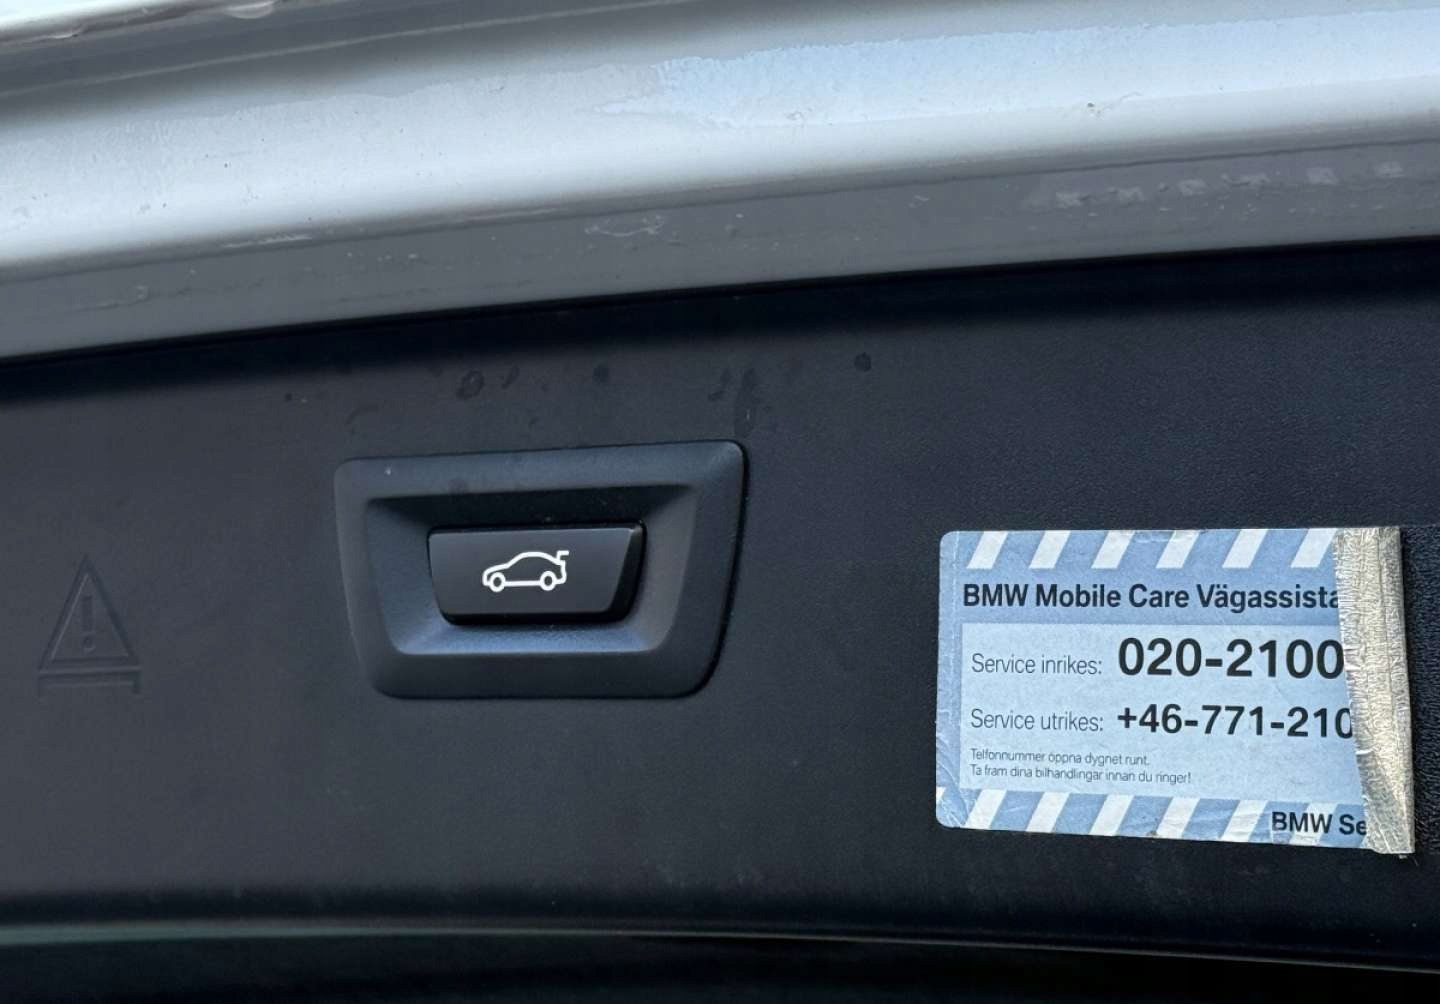 BMW Mobile Care Vägassista
Service inrikes: 020-2100
Service utrikes: +46-771-210
Telfonnummer öppna dygnet runt.
Ta fram dina bilhandlingar innan du ringer!
BMW Se